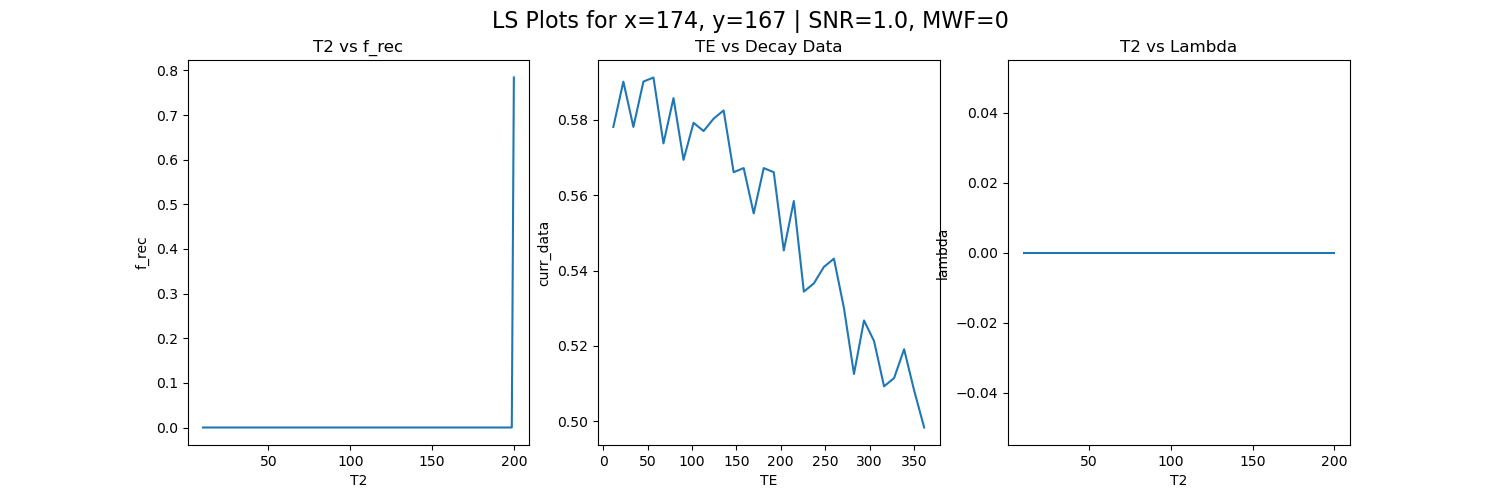 LS Plots for x=174, y=167 | SNR=1.0, MWF=0
T2 vs f_rec
0.8
0.7
0.6
0.5
0.4
0.3
0.2
0.1
0.0
f_rec
50 100 150 200
T2
TE vs Decay Data
0.58
0.56
0.54
0.52
0.50
curr_data
0 50 100 150 200 250 300 350
TE
T2 vs Lambda
0.04
0.02
0.00
−0.02
−0.04
lambda
50 100 150 200
T2